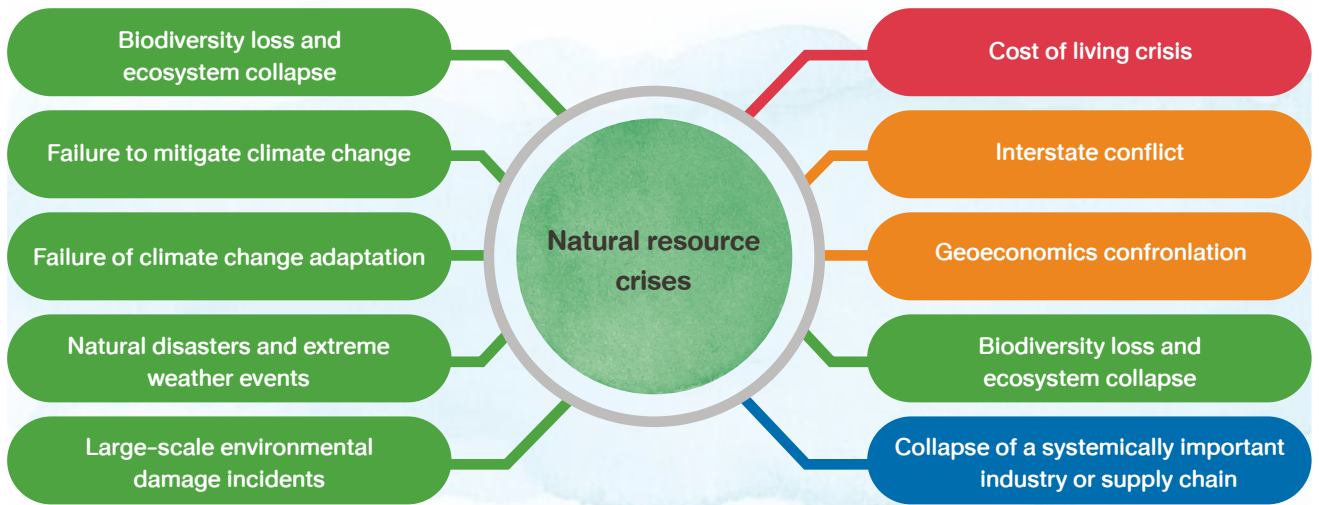 Biodiversity loss and
ecosystem collapse
Failure to mitigate climate change
Failure of climate change adaptation
Natural disasters and extreme
weather events
Large-scale environmental
damage incidents
Natural resource
crises
Cost of living crisis
Interstate conflict
Geoeconomics confronlation
Biodiversity loss and
ecosystem collapse
Collapse of a systemically important
industry or supply chain